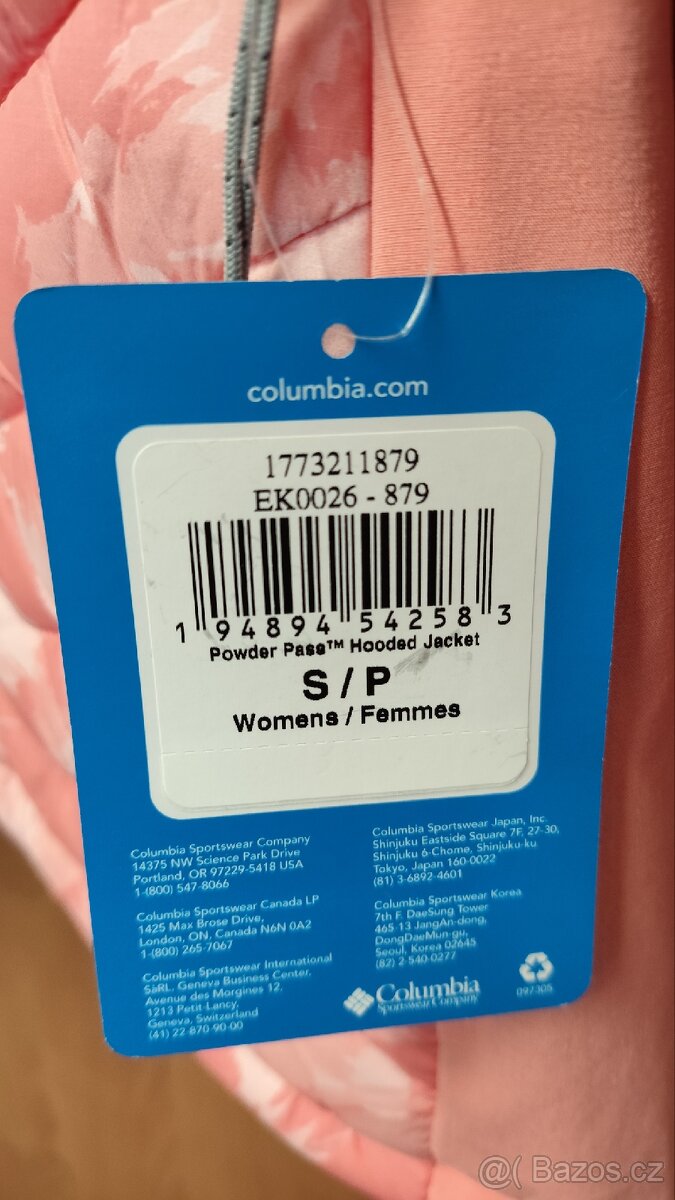 columbia.com
1773211879
EK0026 - 879
1 94894 54258 3
Powder Pass™ Hooded Jacket
S / P
Womens / Femmes
Columbia Sportswear Company
14375 NW Science Park Drive
Portland, OR 97229-5418 USA
1-(800) 547-8066
Columbia Sportswear Canada LP
1425 Max Brose Drive,
London, ON, Canada N6N 0A2
1-(800) 265-7067
Columbia Sportswear International
SàRL, Geneva Business Center,
Avenue des Morgines 12,
1213 Petit-Lancy,
Geneva, Switzerland
(41) 22 870 90 00
Columbia Sportswear Japan, Inc.
Shinjuku Eastside Square 7F, 27-30,
Shinjuku 6-Chome, Shinjuku-ku
Tokyo, Japan 160-0022
(81) 3-6892-4601
Columbia Sportswear Korea
7th F. DaeSung Tower
465-13 JangAn-dong,
DongDaeMun-gu,
Seoul, Korea 02645
(82) 2-540-0277
Columbia
Sportswear Company
097305
@( Bazos.cz